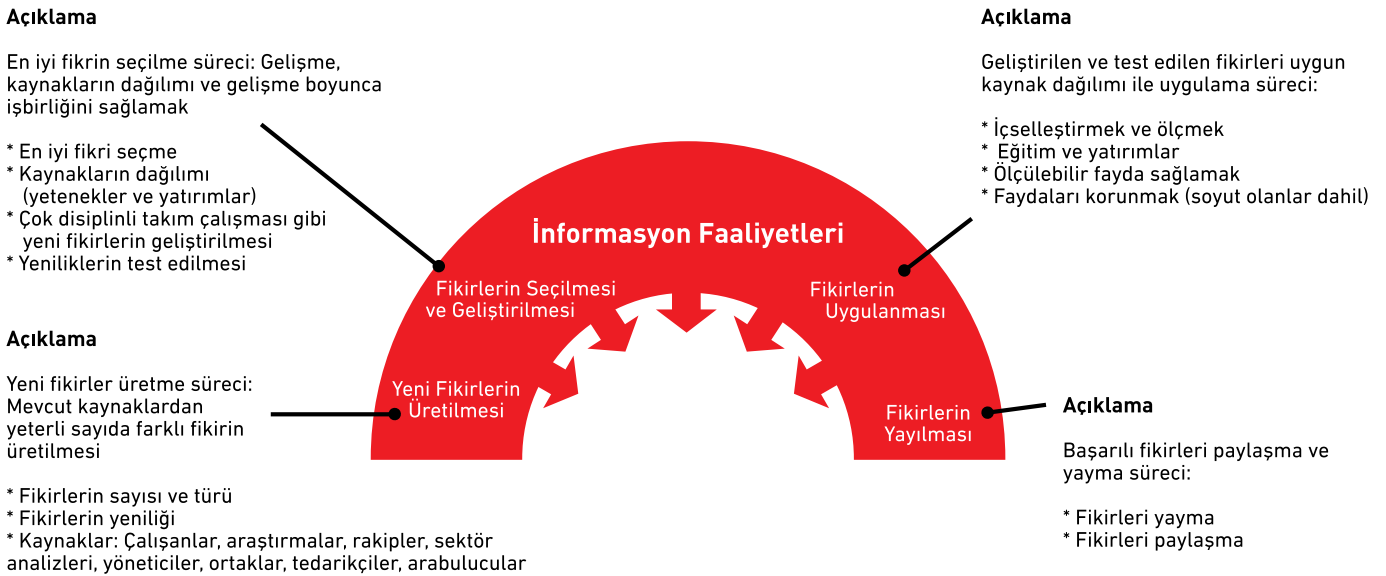 Açıklama
En iyi fikrin seçilme süreci: Gelişme,
kaynakların dağılımı ve gelişme boyunca
işbirliğini sağlamak
* En iyi fikri seçme
* Kaynakların dağılımı
(yetenekler ve yatırımlar)
* Çok disiplinli takım çalışması gibi
yeni fikirlerin geliştirilmesi
* Yeniliklerin test edilmesi
Açıklama
Geliştirilen ve test edilen fikirleri uygun
kaynak dağılımı ile uygulama süreci:
* İçselleştirmek ve ölçmek
* Eğitim ve yatırımlar
* Ölçülebilir fayda sağlamak
* Faydaları korunmak (soyut olanlar dahil)
İnformasyon Faaliyetleri
Fikirlerin Seçilmesi
ve Geliştirilmesi
Fikirlerin
Uygulanması
Yeni Fikirlerin
Üretilmesi
Fikirlerin
Yayılması
Açıklama
Yeni fikirler üretme süreci:
Mevcut kaynaklardan
yeterli sayıda farklı fikirin
üretilmesi
* Fikirlerin sayısı ve türü
* Fikirlerin yeniliği
* Kaynaklar: Çalışanlar, araştırmalar, rakipler, sektör
analizleri, yöneticiler, ortaklar, tedarikçiler, arabulucular
Açıklama
Başarılı fikirleri paylaşma ve
yayma süreci:
* Fikirleri yayma
* Fikirleri paylaşma